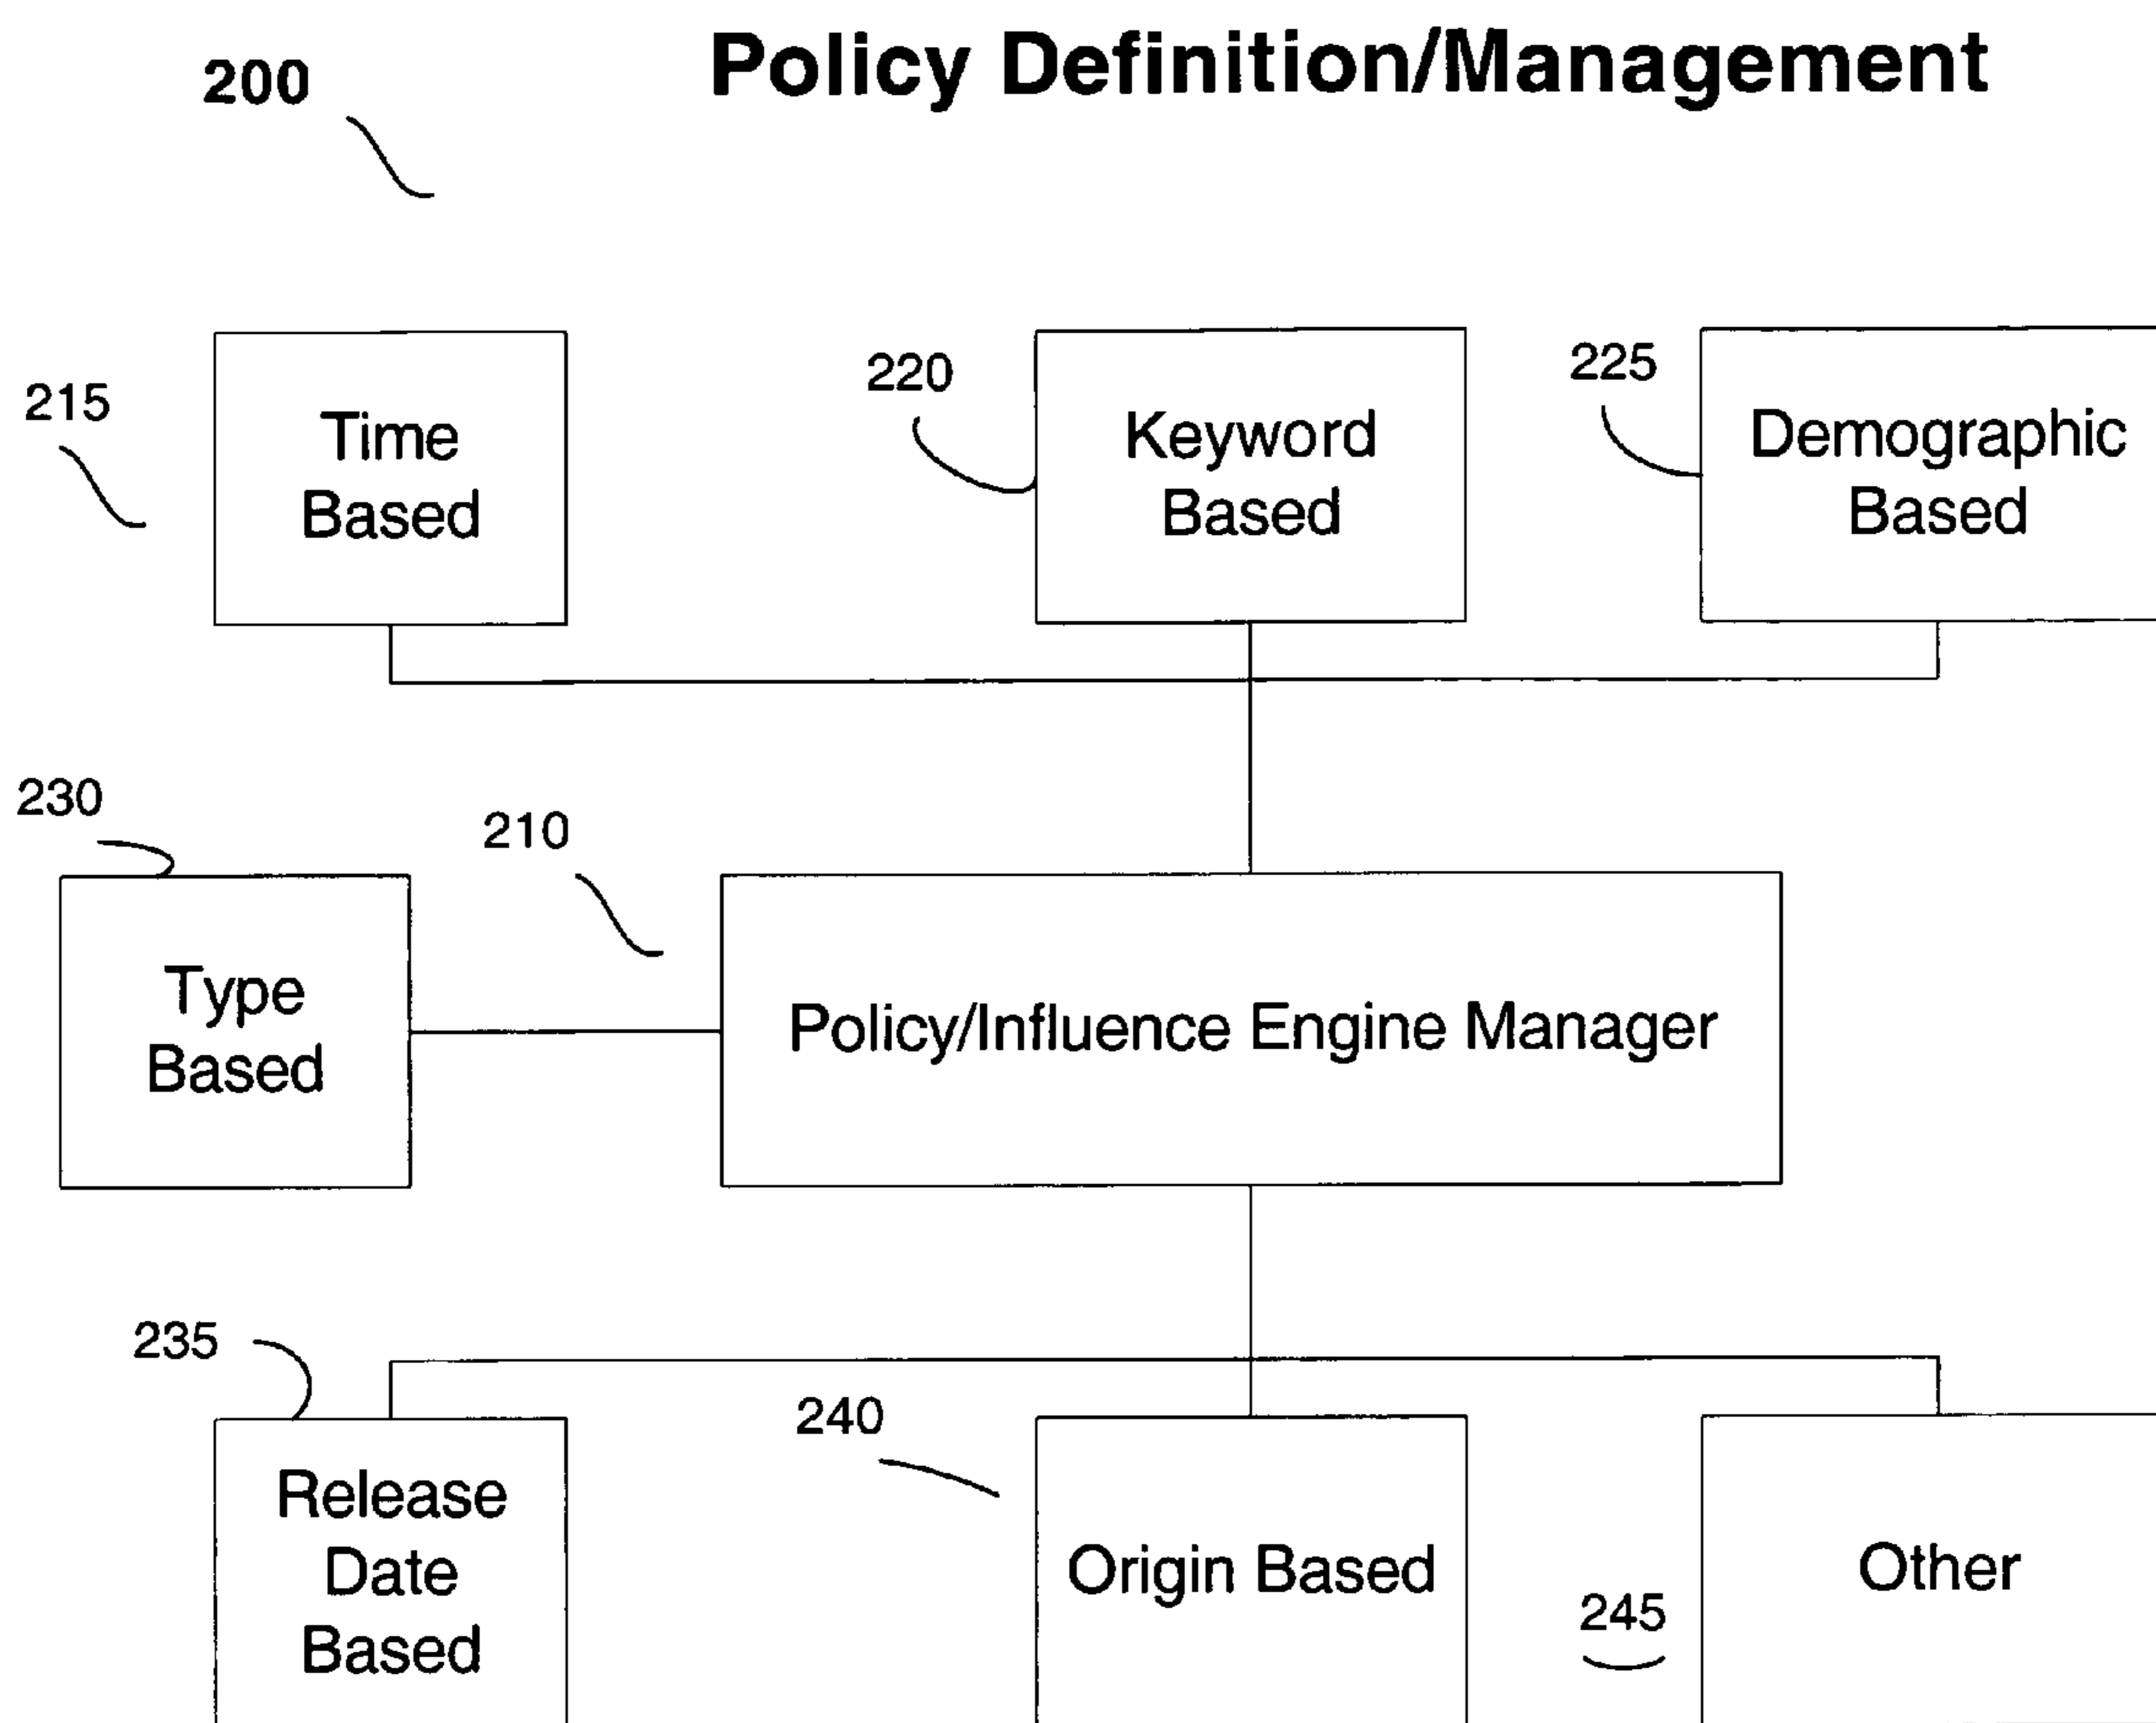 Policy Definition/Management
200
215
Time
Based
220
Keyword
Based
225
Demographic
Based
230
Type
Based
210
Policy/Influence Engine Manager
235
Release
Date
Based
240
Origin Based
245
Other